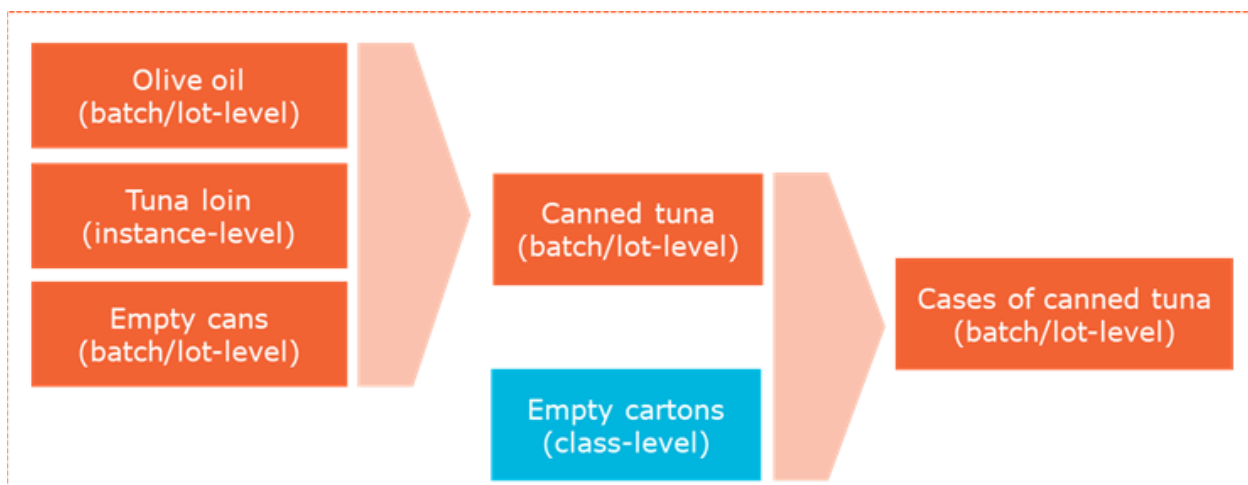 Olive oil
(batch/lot-level)
Tuna loin
(instance-level)
Empty cans
(batch/lot-level)
Canned tuna
(batch/lot-level)
Empty cartons
(class-level)
Cases of canned tuna
(batch/lot-level)